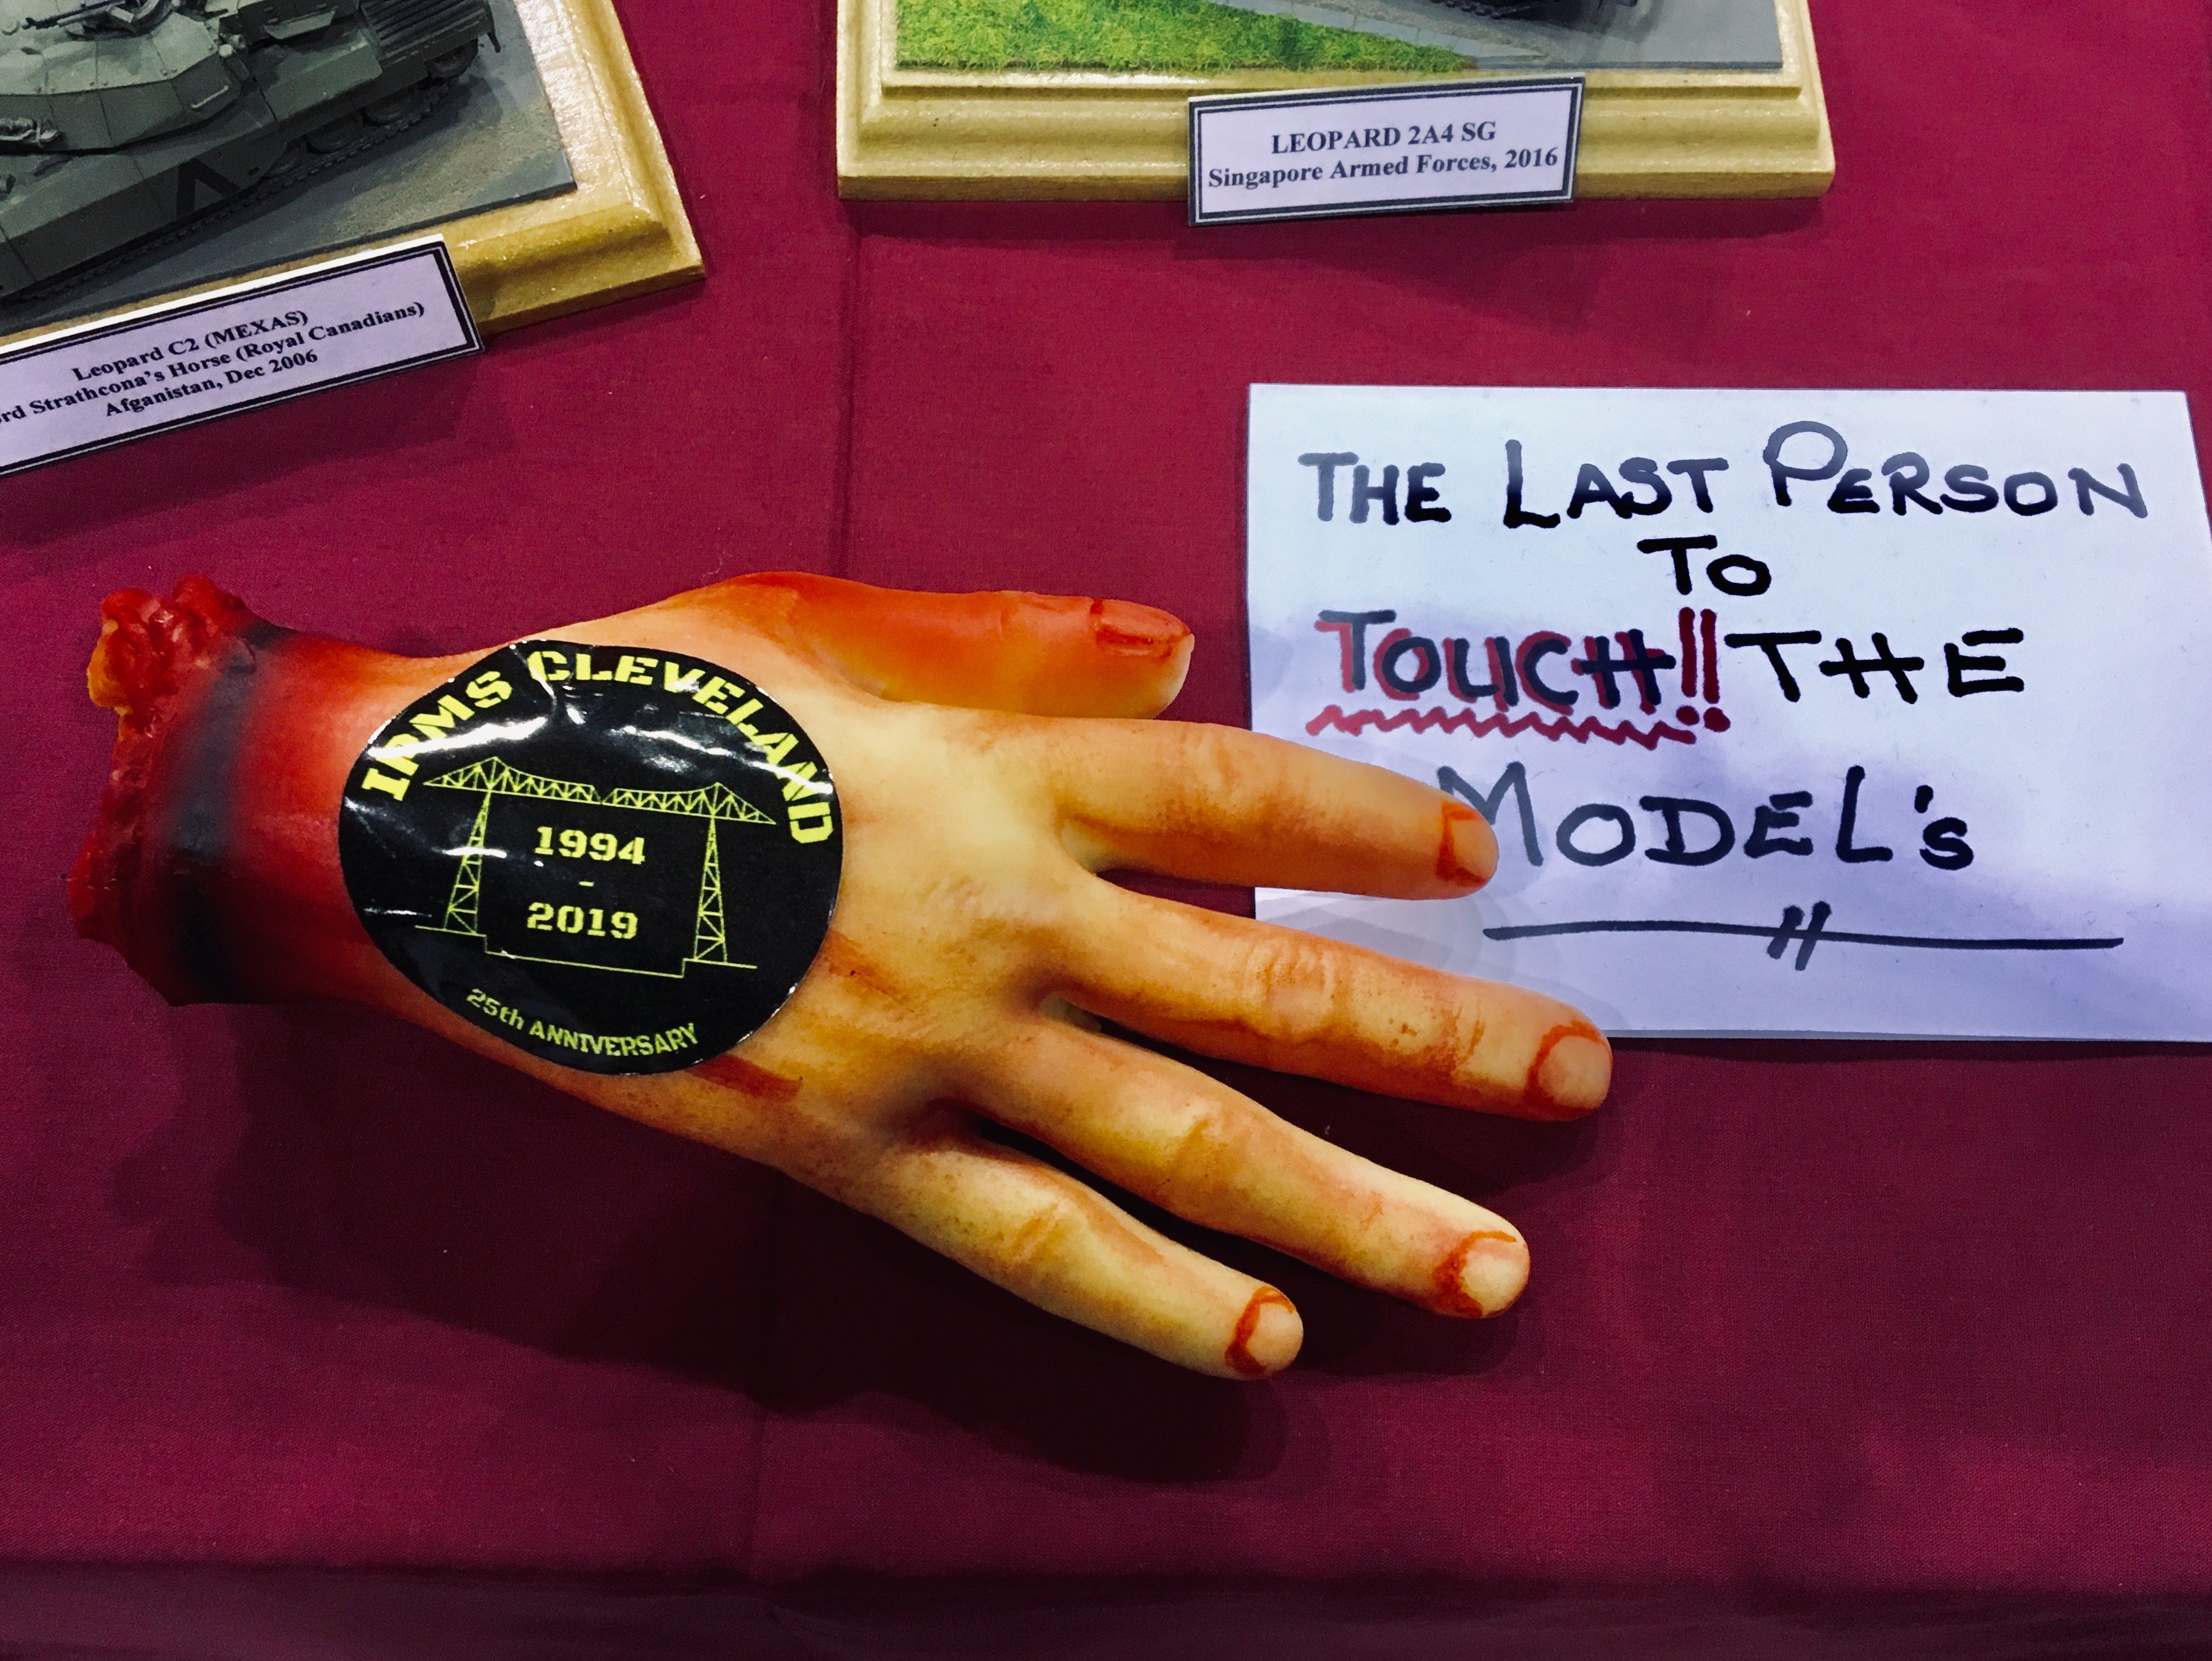 LEOPARD 2A4 SG
Singapore Armed Forces, 2016
Leopard C2 (MEXAS)
Strathcona's Horse (Royal Canadians)
Afganistan, Dec 2006
THE LAST PERSON
TO
TOUCH!! THE
MODEL's
IPMS CLEVELAND
1994
-
2019
25th ANNIVERSARY